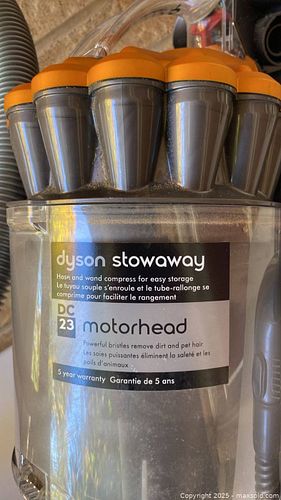 dyson stowaway
Hose and wand compress for easy storage
Le tuyau souple s'enroule et le tube-rallonge se
comprime pour faciliter le rangement
DC
23 motorhead
Powerful bristles remove dirt and pet hair
Les soies puissantes éliminent la saleté et les
poils d'animaux
5 year warranty Garantie de 5 ans
Copyright 2025 - maxsold.com